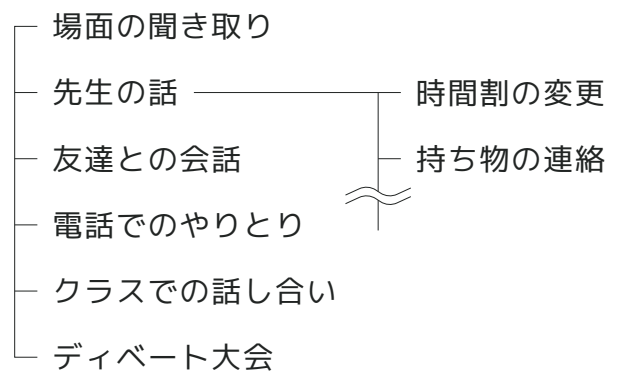 場面の聞き取り
先生の話
時間割の変更
友達との会話
持ち物の連絡
電話でのやりとり
クラスでの話し合い
ディベート大会